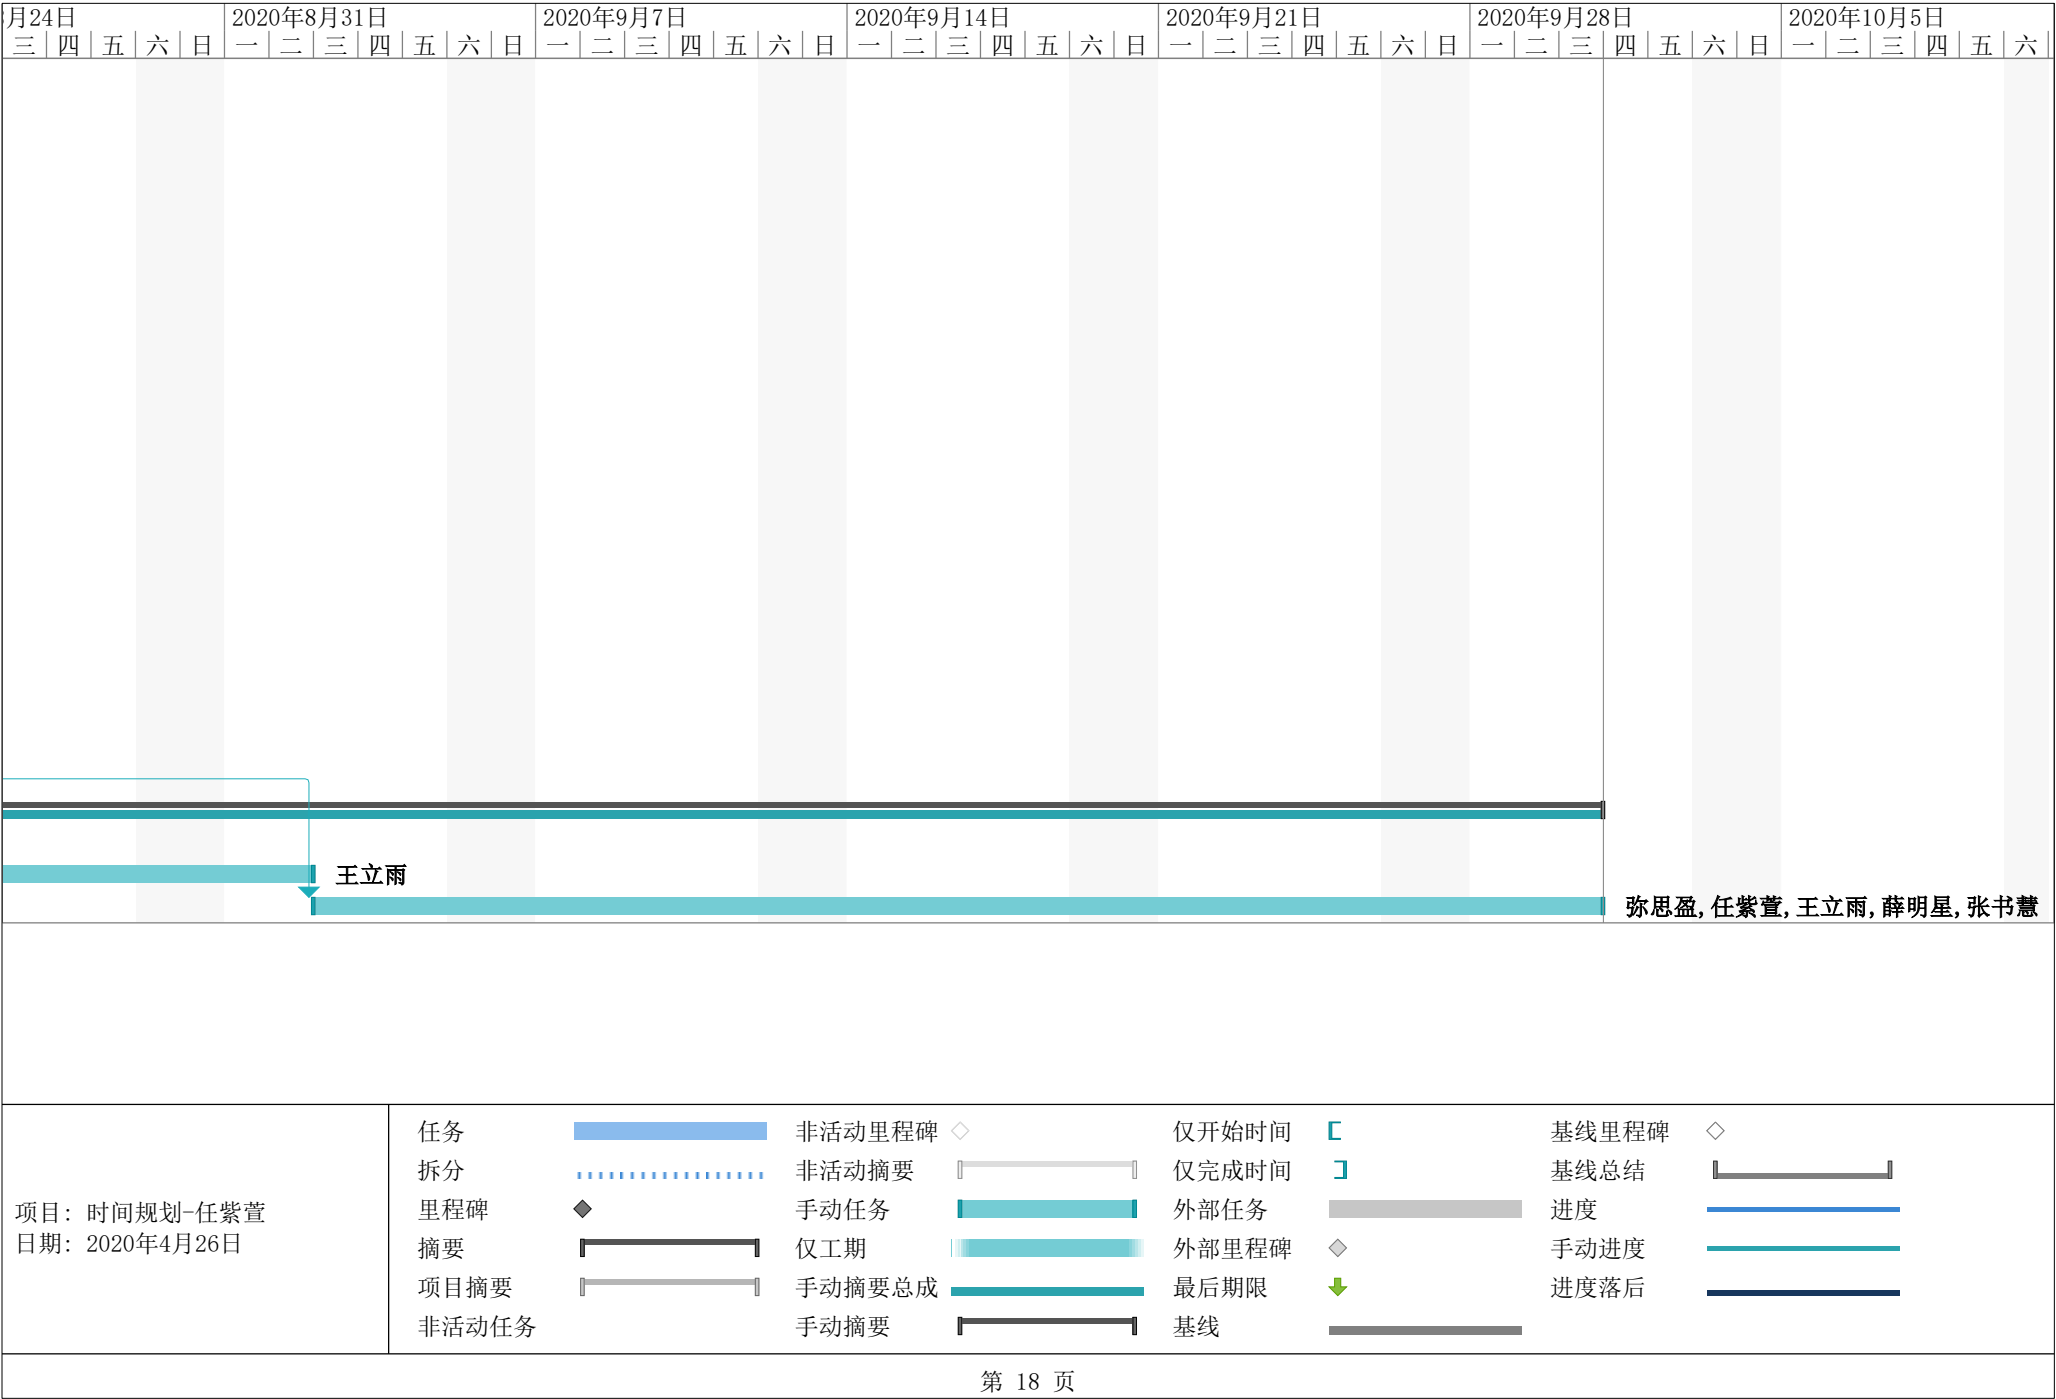 月24日 2020年8月31日 2020年9月7日 2020年9月14日 2020年9月21日 2020年9月28日 2020年10月5日
三 四 五 六 日 一 二 三 四 五 六 日 一 二 三 四 五 六 日 一 二 三 四 五 六 日 一 二 三 四 五 六 日 一 二 三 四 五 六 日 一 二 三 四 五 六
王立雨
弥思盈,任紫萱,王立雨,薛明星,张书慧
项目: 时间规划-任紫萱
日期: 2020年4月26日
任务
拆分
里程碑
摘要
项目摘要
非活动任务
非活动里程碑
非活动摘要
手动任务
仅工期
手动摘要总成
手动摘要
仅开始时间
仅完成时间
外部任务
外部里程碑
最后期限
基线
基线里程碑
基线总结
进度
手动进度
进度落后
第 18 页